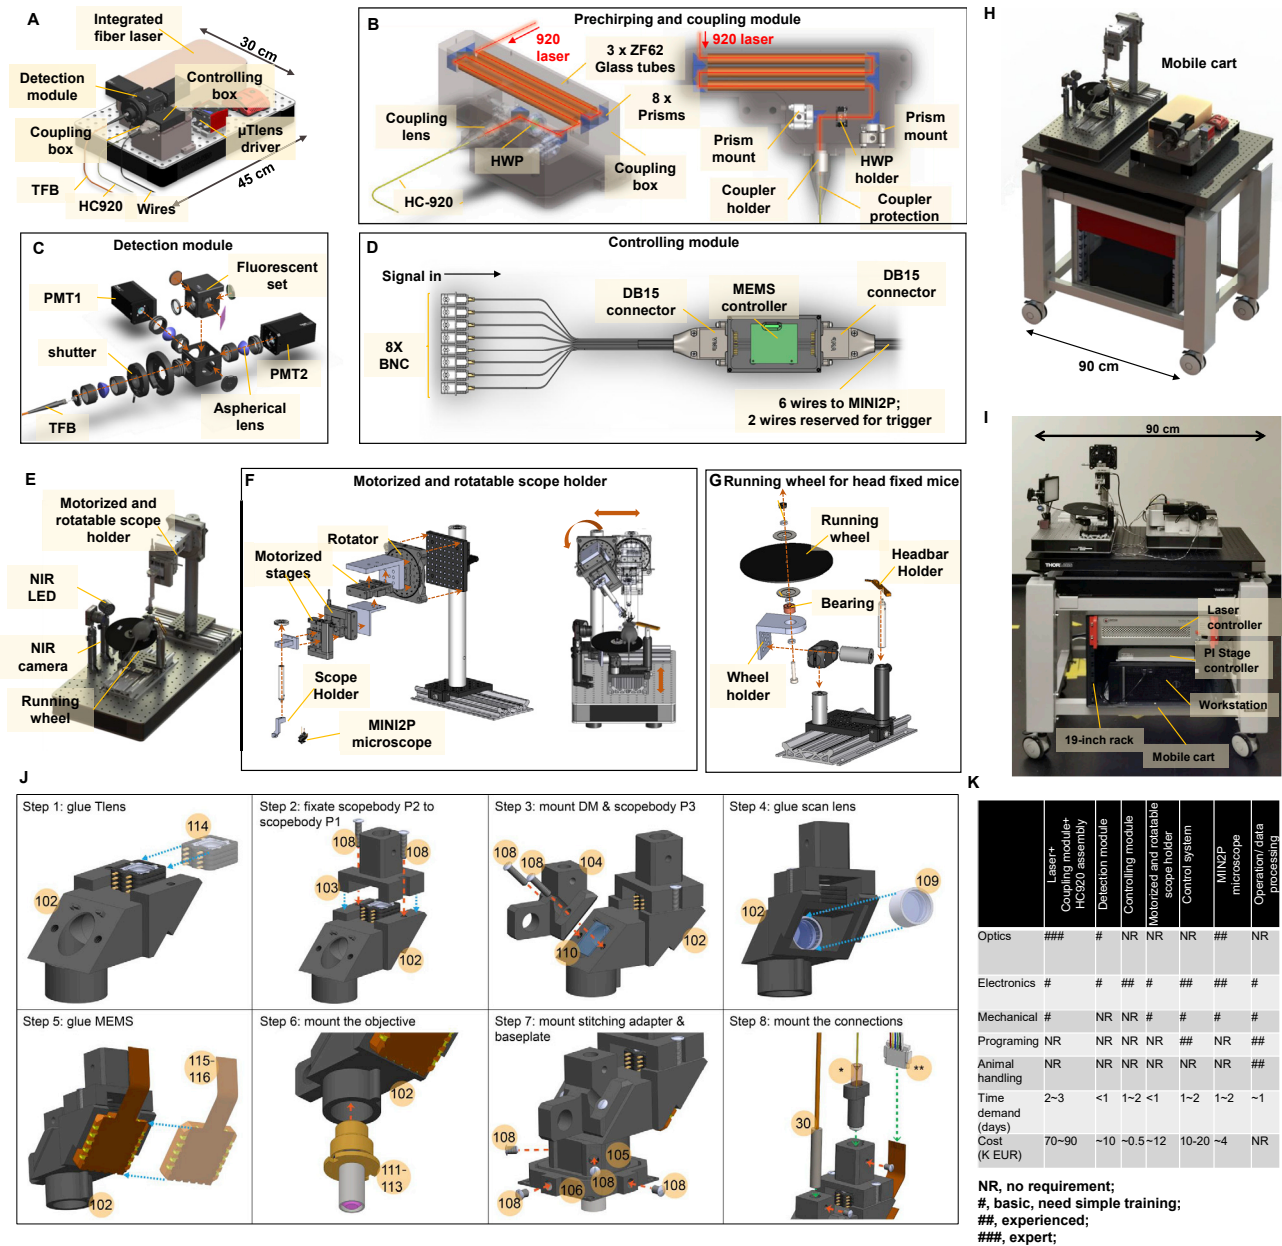 A
Integrated
fiber laser
30 cm
Detection
module
Controlling
box
Coupling
box
µTlens
driver
45 cm
TFB
HC920
Wires
B
Prechirping and coupling module
920
laser
920 laser
3 x ZF62
Glass tubes
8 x
Prisms
Coupling
lens
HWP
Coupling
box
HC-920
Prism
mount
Prism
mount
HWP
holder
Coupler
holder
Coupler
protection
C
Detection module
Fluorescent
set
PMT1
shutter
PMT2
Aspherical
lens
TFB
D
Controlling module
Signal in
8X
BNC
DB15
connector
MEMS
controller
DB15
connector
6 wires to MINI2P;
2 wires reserved for trigger
E
Motorized and
rotatable scope
holder
NIR
LED
NIR
camera
Running
wheel
F
Motorized and rotatable scope holder
Rotator
Motorized
stages
Scope
Holder
MINI2P
microscope
G
Running wheel for head fixed mice
Running
wheel
Headbar
Holder
Bearing
Wheel
holder
H
Mobile cart
90 cm
I
90 cm
Laser
controller
PI Stage
controller
Workstation
19-inch rack
Mobile cart
J
Step 1: glue Tlens
114
102
Step 2: fixate scopebody P2 to
scopebody P1
108
108
103
102
Step 3: mount DM & scopebody P3
108
108
104
110
102
Step 4: glue scan lens
109
102
Step 5: glue MEMS
115-
116
102
Step 6: mount the objective
102
111-
113
Step 7: mount stitching adapter &
baseplate
108
105
106
108
108
108
Step 8: mount the connections
*
**
30
K
Laser+
Coupling module+
HC920 assembly
Detection module
Controlling module
Motorized and rotatable
scope holder
Control system
MIN2P
microscope
Operation/ data
processing
Optics ### # NR NR NR ## NR
Electronics # # ## # ## ## #
Mechanical # NR NR # # # #
Programing NR NR NR NR ## NR ##
Animal
handling NR NR NR NR NR NR ##
Time
demand
(days) 2~3 <1 1~2 <1 1~2 1~2 ~1
Cost
(K EUR) 70~90 ~10 ~0.5 ~12 10-20 ~4 NR
NR, no requirement;
#, basic, need simple training;
##, experienced;
###, expert;